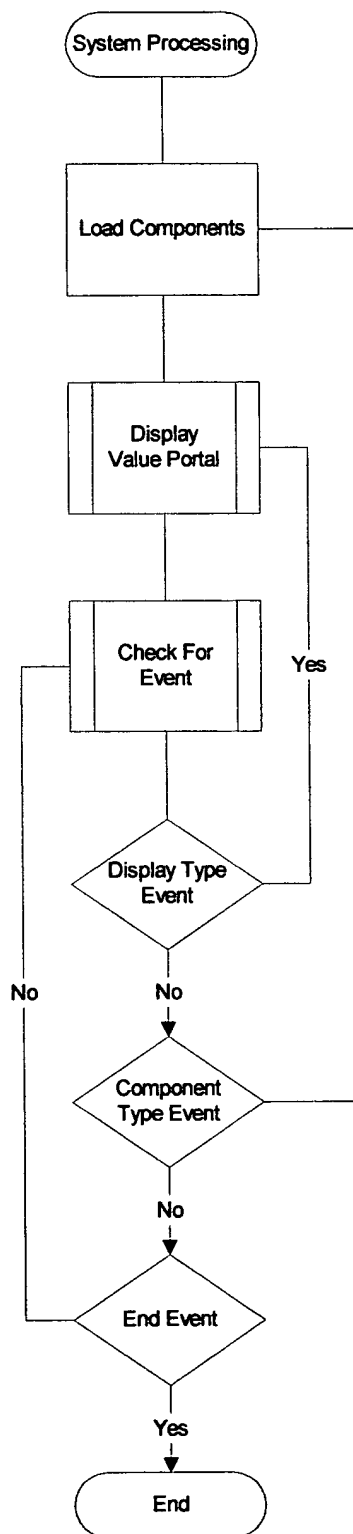 System Processing
Load Components
Display
Value Portal
Check For
Event
Yes
Display Type
Event
No
No
Component
Type Event
No
End Event
Yes
End